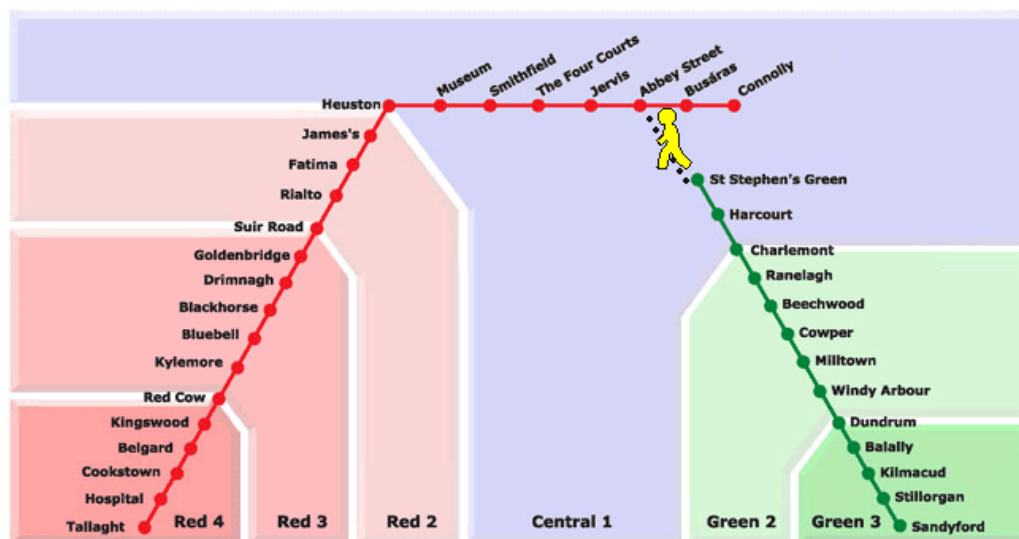 Museum
Smithfield
The Four Courts
Jervis
Abbey Street
Busáras
Connolly
Heuston
James's
Fatima
Rialto
Suir Road
Goldenbridge
Drimnagh
Blackhorse
Bluebell
Kylemore
Red Cow
Kingswood
Belgard
Cookstown
Hospital
Tallaght
St Stephen's Green
Harcourt
Charlemont
Ranelagh
Beechwood
Cowper
Milltown
Windy Arbour
Dundrum
Balally
Kilmacud
Stillorgan
Sandyford
Red 4
Red 3
Red 2
Central 1
Green 2
Green 3